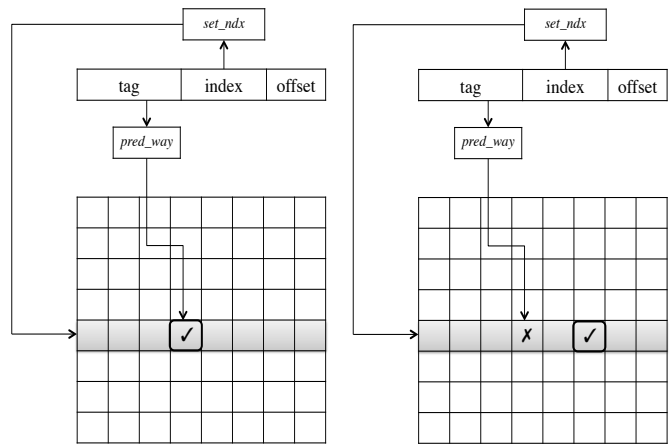 set_ndx
tag index offset
pred_way
✓
set_ndx
tag index offset
pred_way
✗ ✓